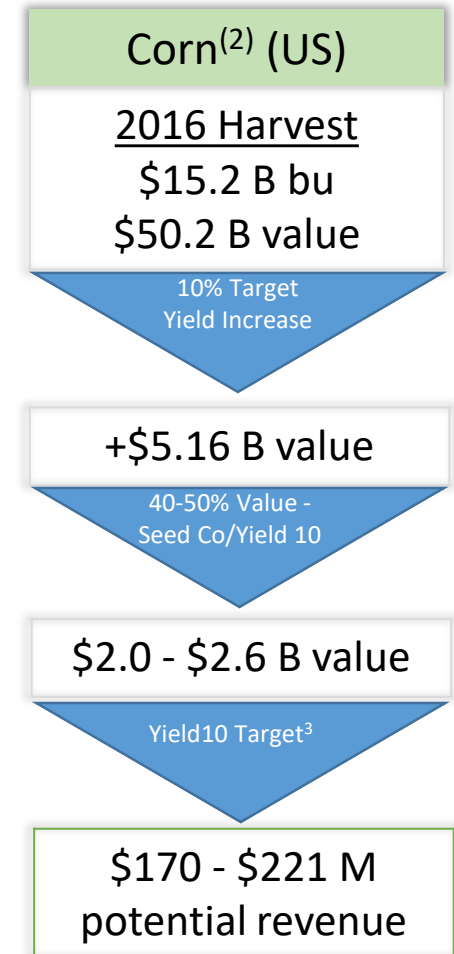 Corn(2) (US)
2016 Harvest
$15.2 B bu
$50.2 B value
10% Target
Yield Increase
+$5.16 B value
40-50% Value -
Seed Co/Yield 10
$2.0 - $2.6 B value
Yield10 Target3
$170 - $221 M
potential revenue